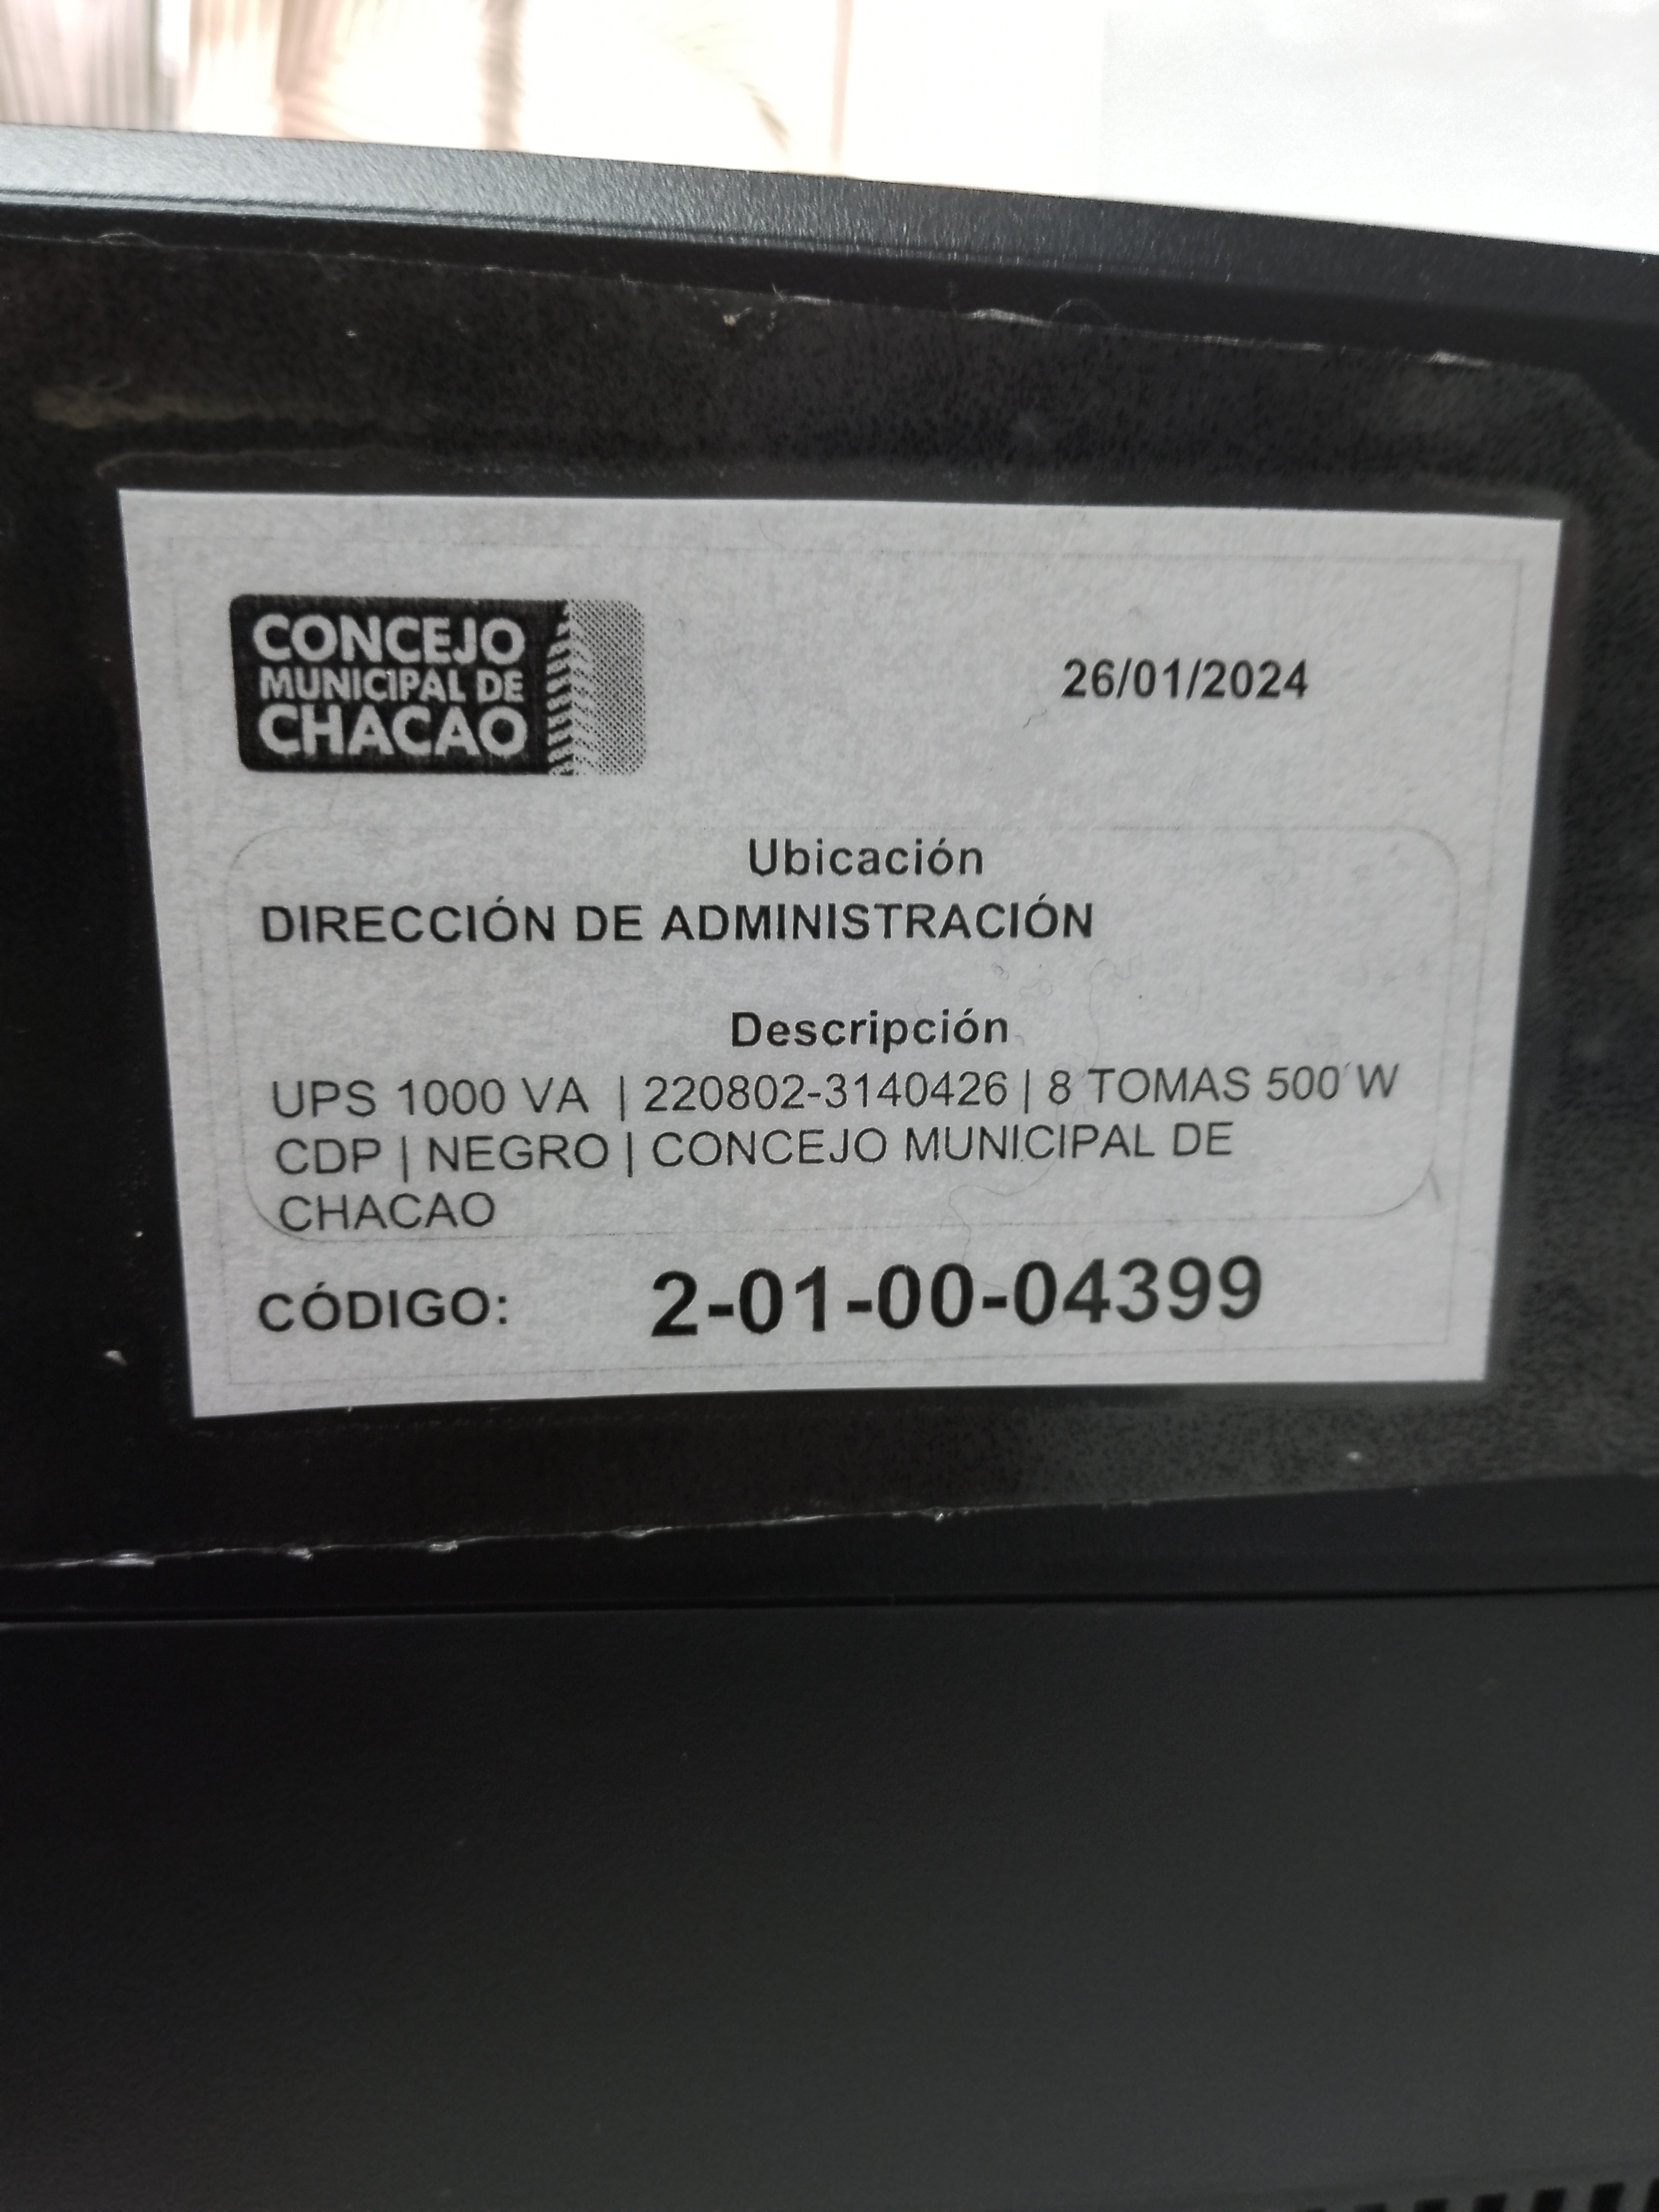 CONCEJO
MUNICIPAL DE
CHACAO
26/01/2024
Ubicación
DIRECCIÓN DE ADMINISTRACIÓN
Descripción
UPS 1000 VA | 220802-3140426 | 8 TOMAS 500 W
CDP | NEGRO | CONCEJO MUNICIPAL DE
CHACAO
CÓDIGO: 2-01-00-04399